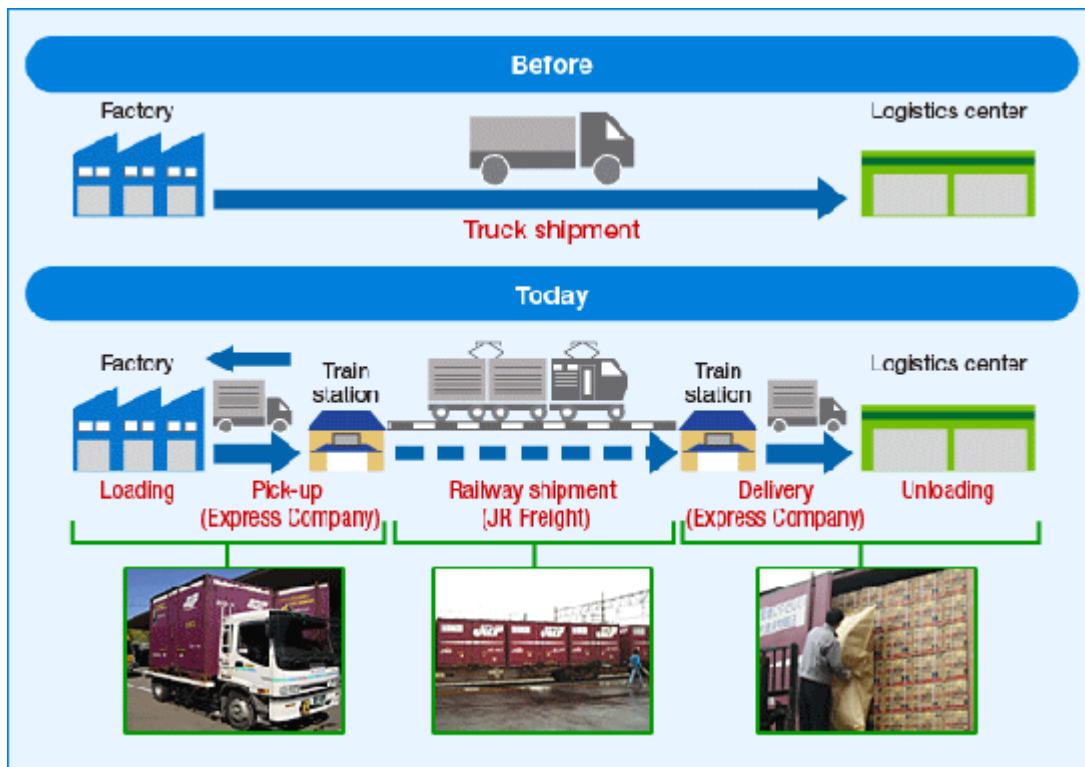 Before
Factory
Logistics center
Truck shipment
Today
Factory
Train
station
Train
station
Logistics center
Loading
Pick-up
(Express Company)
Railway shipment
(JR Freight)
Delivery
(Express Company)
Unloading